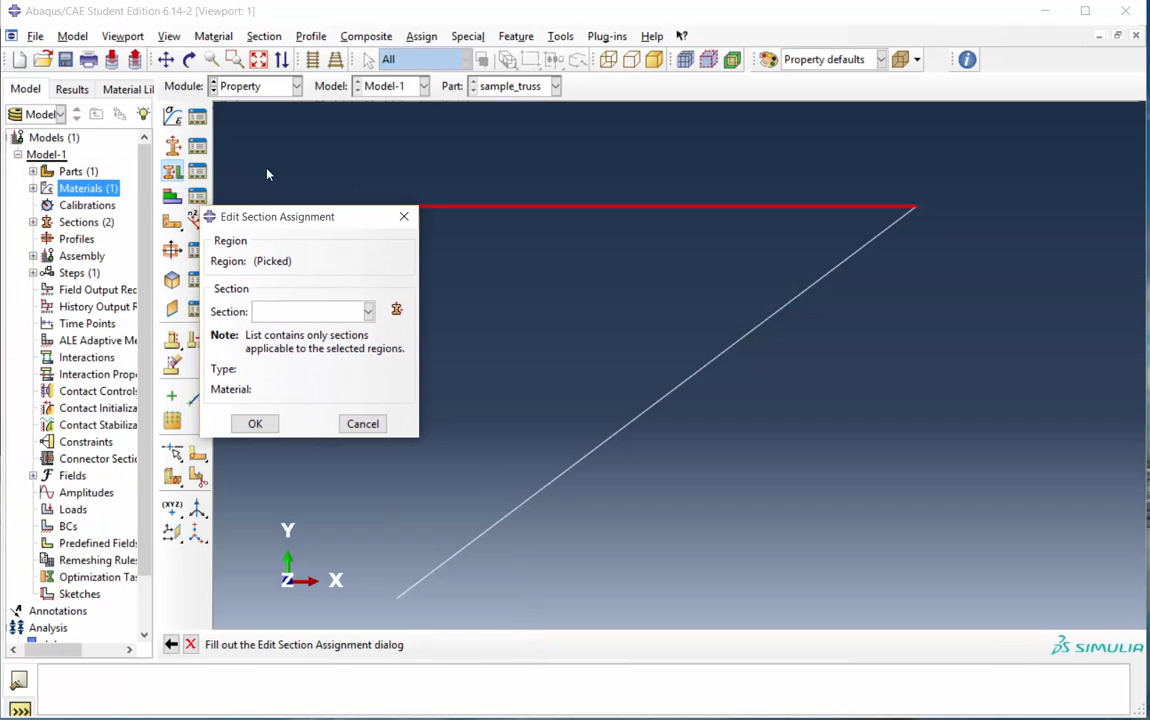 Abaqus/CAE Student Edition 6.14-2 [Viewport: 1]
File Model Viewport View Material Section Profile Composite Assign Special Feature Tools Plug-ins Help
All Property defaults
Model Results Material Li Module: Property Model: Model-1 Part: sample_truss
Model
Models (1)
Model-1
Parts (1)
Materials (1)
Calibrations
Sections (2)
Profiles
Assembly
Steps (1)
Field Output Rec
History Output R
Time Points
ALE Adaptive Me
Interactions
Interaction Prop
Contact Control:
Contact Initializa
Contact Stabiliza
Constraints
Connector Sectio
Fields
Amplitudes
Loads
BCs
Predefined Fields
Remeshing Rules
Optimization Tas
Sketches
Annotations
Analysis
Edit Section Assignment
Region
Region: (Picked)
Section
Section:
Note: List contains only sections
applicable to the selected regions.
Type:
Material:
OK Cancel
Y
Z X
Fill out the Edit Section Assignment dialog
SIMULIA
>>>